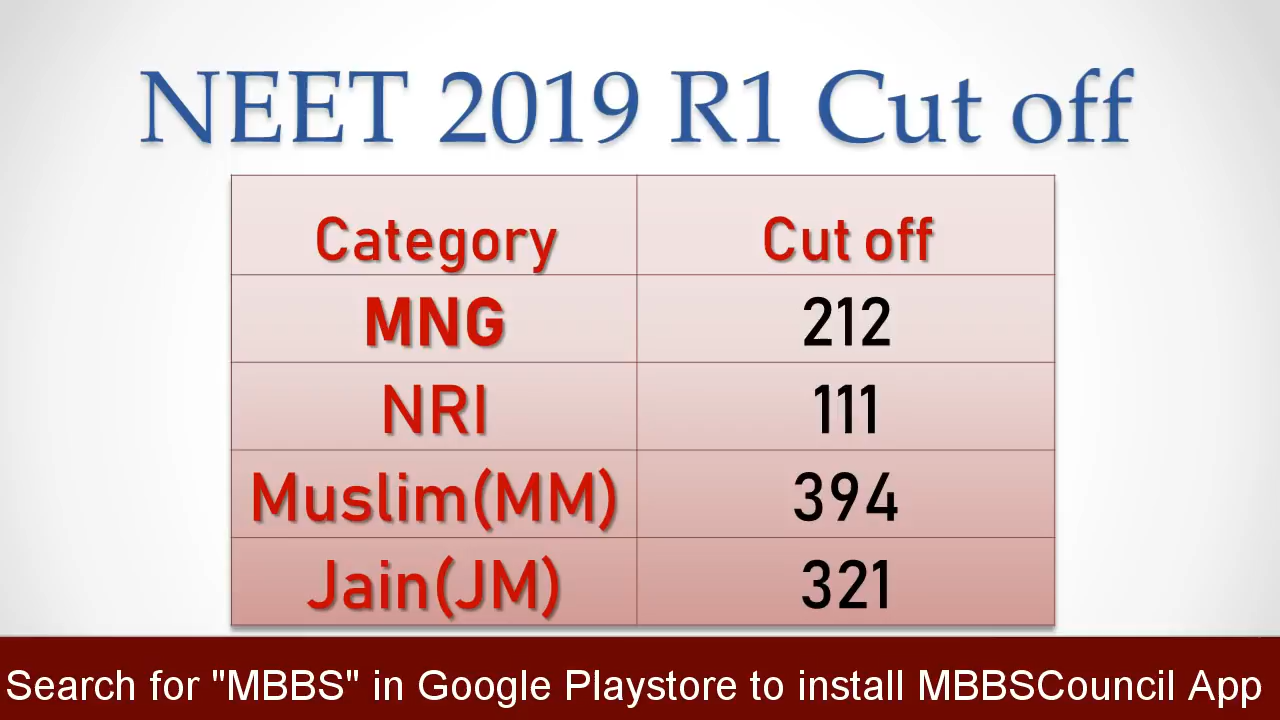 NEET 2019 R1 Cut off
Category Cut off
MNG 212
NRI 111
Muslim(MM) 394
Jain(JM) 321
Search for "MBBS" in Google Playstore to install MBBSCouncil App